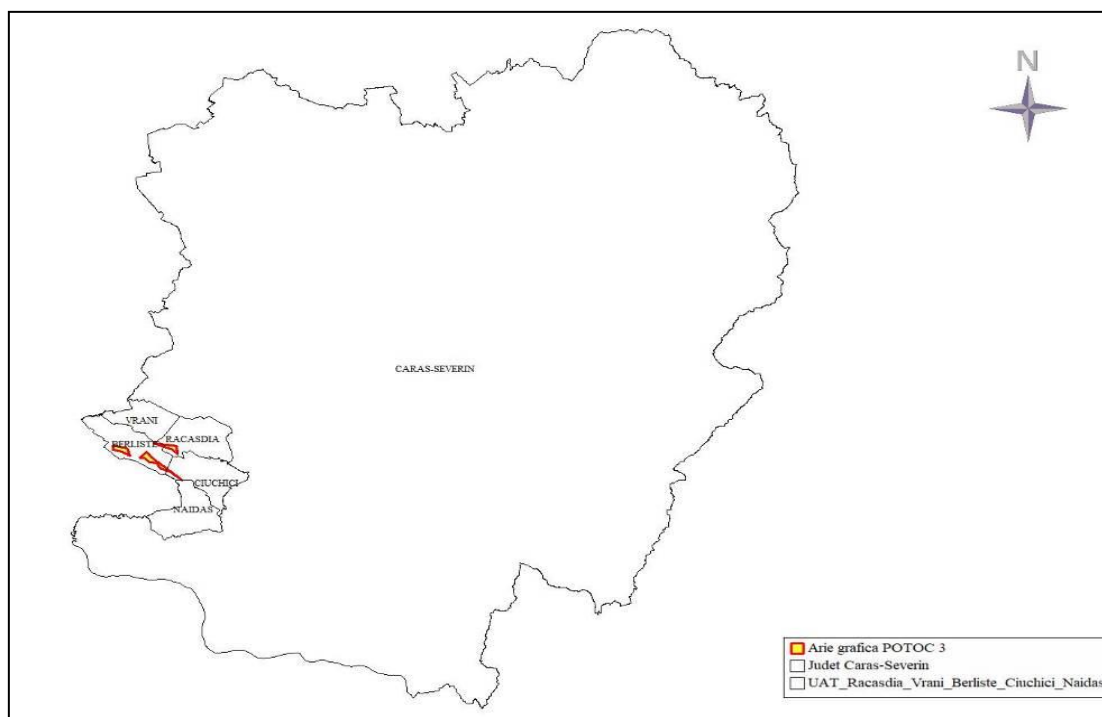 N
CARAS-SEVERIN
VRANI
RACASDIA
BERLISTE
CIUCHICI
NAIDAS
Arie grafica POTOC 3
Judet Caras-Severin
UAT_Racasdia_Vrani_Berliste_Ciuchici_Naidas